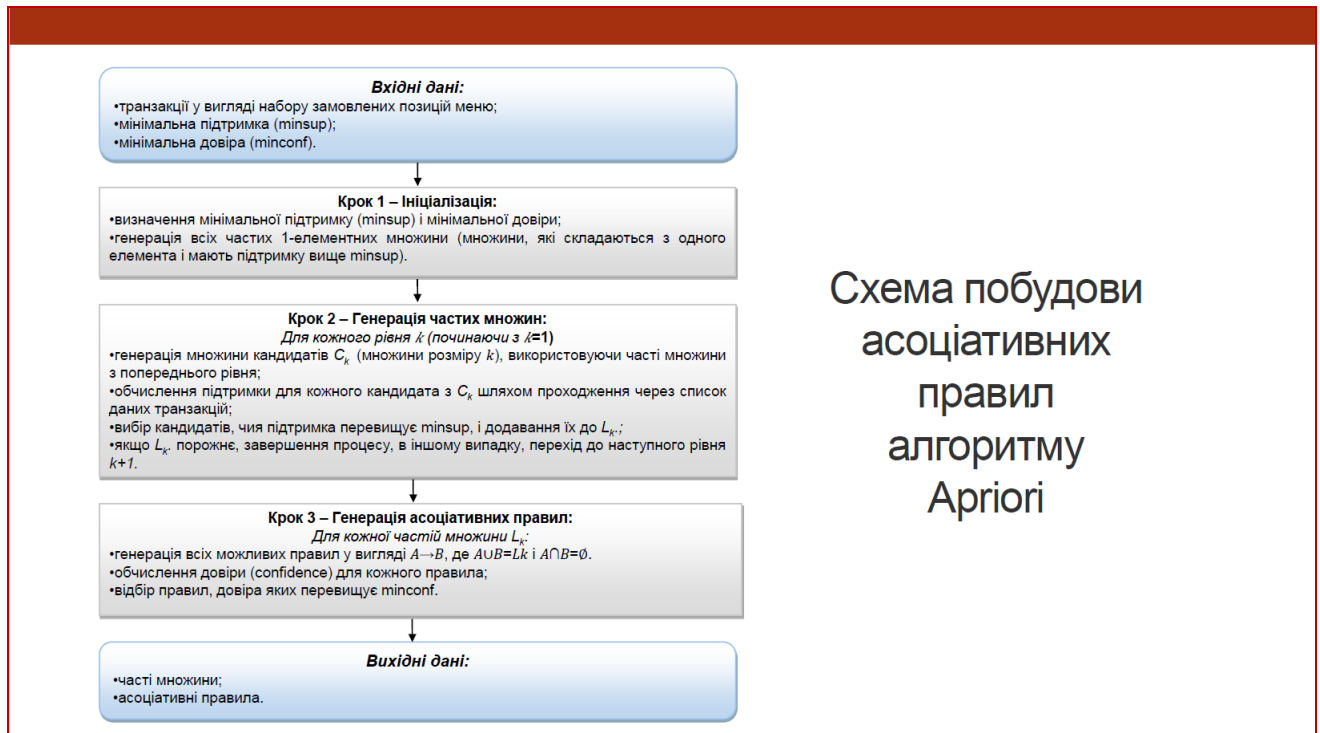 Вхідні дані:
•транзакції у вигляді набору замовлених позицій меню;
•мінімальна підтримка (minsup);
•мінімальна довіра (minconf).
Крок 1 – Ініціалізація:
•визначення мінімальної підтримку (minsup) і мінімальної довіри;
•генерація всіх частих 1-елементних множини (множини, які складаються з одного
елемента і мають підтримку вище minsup).
Крок 2 – Генерація частих множин:
Для кожного рівня k (починаючи з k=1)
•генерація множини кандидатів Cₖ (множини розміру k), використовуючи часті множини
з попереднього рівня;
•обчислення підтримки для кожного кандидата з Cₖ шляхом проходження через список
даних транзакцій;
•вибір кандидатів, чия підтримка перевищує minsup, і додавання їх до Lₖ.;
•якщо Lₖ. порожнє, завершення процесу, в іншому випадку, перехід до наступного рівня
k+1.
Крок 3 – Генерація асоціативних правил:
Для кожної частій множини Lₖ:
•генерація всіх можливих правил у вигляді A→B, де A∪B=Lk і A∩B=∅.
•обчислення довіри (confidence) для кожного правила;
•відбір правил, довіра яких перевищує minconf.
Вихідні дані:
•часті множини;
•асоціативні правила.
Схема побудови
асоціативних
правил
алгоритму
Apriori